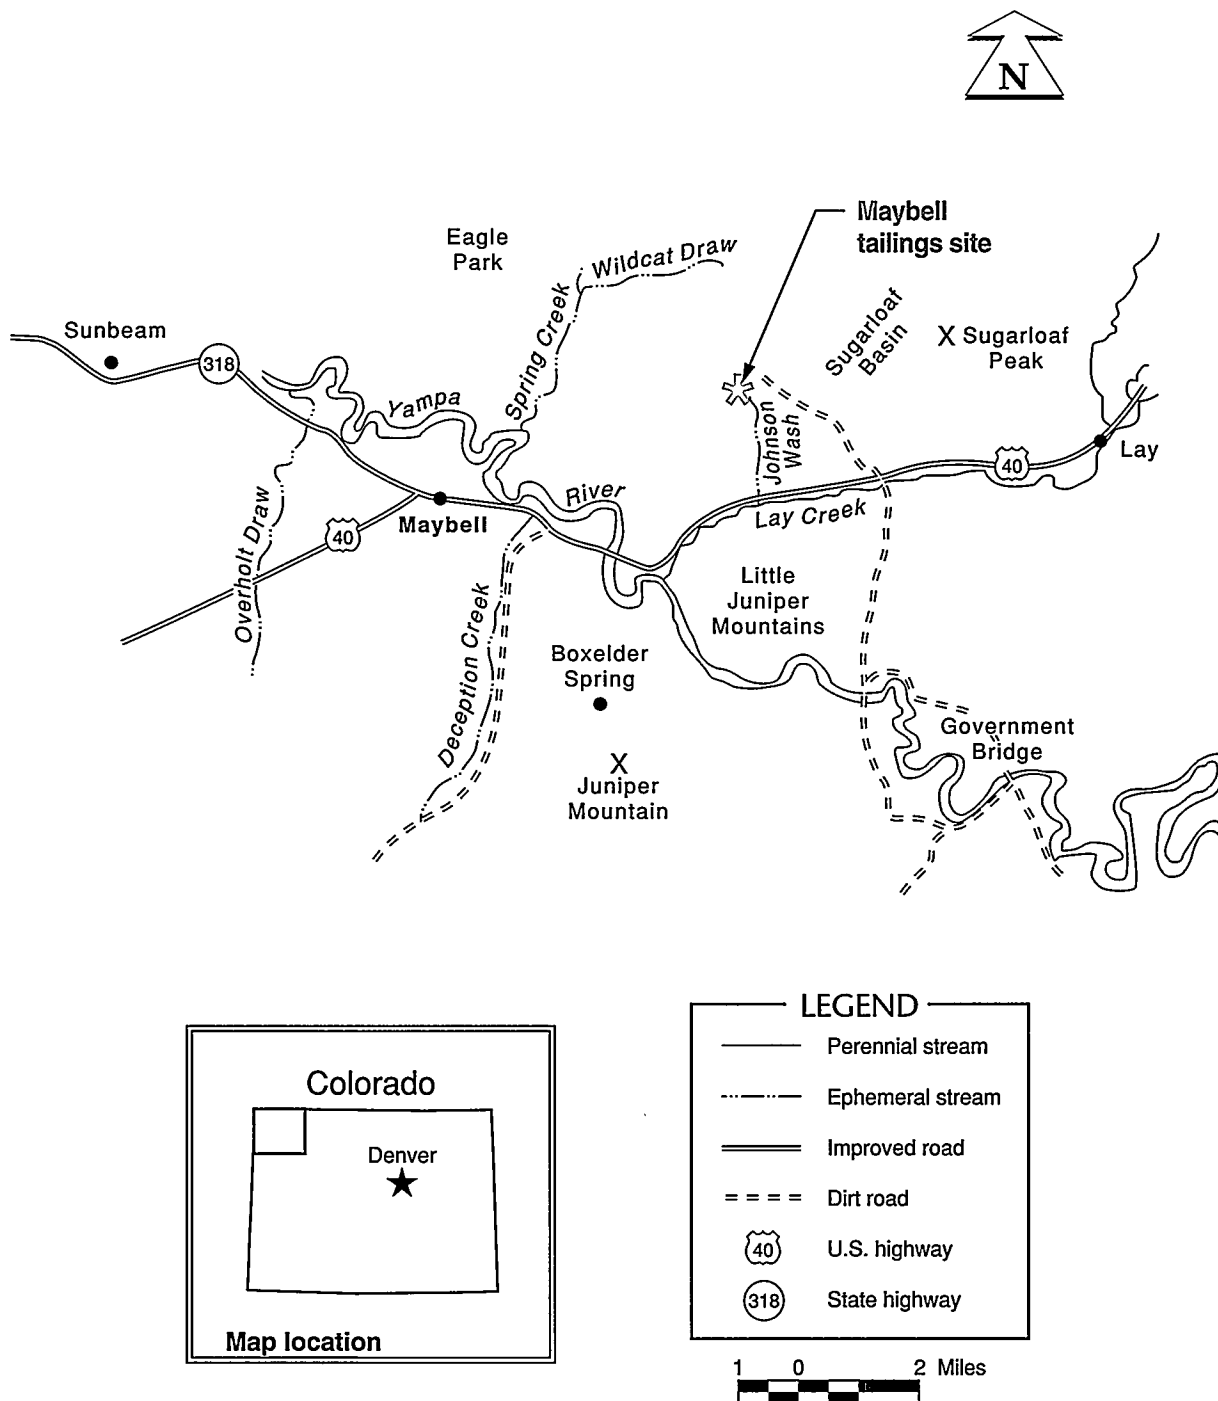 N
Maybell
tailings site
Eagle
Park
Wildcat Draw
Sunbeam
318
Spring Creek
Sugarloaf
Basin
X Sugarloaf
Peak
Yampa
Johnson
Wash
40
Lay
River
Lay Creek
Maybell
40
Overholt Draw
Deception Creek
Little
Juniper
Mountains
Boxelder
Spring
Government
Bridge
X
Juniper
Mountain
LEGEND
Perennial stream
Ephemeral stream
Improved road
Dirt road
40 U.S. highway
318 State highway
Colorado
Denver
Map location
1 0 2 Miles